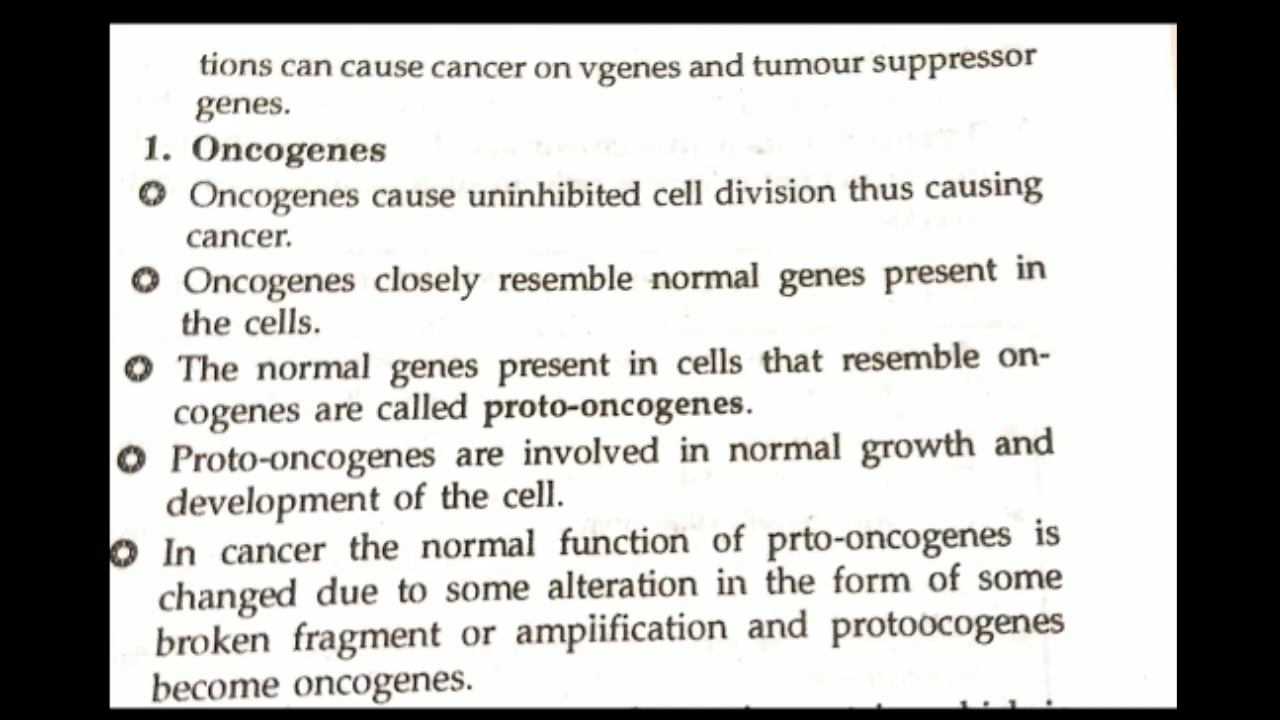 tions can cause cancer on vgenes and tumour suppressor
genes.
1. Oncogenes
Oncogenes cause uninhibited cell division thus causing
cancer.
Oncogenes closely resemble normal genes present in
the cells.
The normal genes present in cells that resemble on-
cogenes are called proto-oncogenes.
Proto-oncogenes are involved in normal growth and
development of the cell.
In cancer the normal function of prto-oncogenes is
changed due to some alteration in the form of some
broken fragment or ampiification and protoocogenes
become oncogenes.